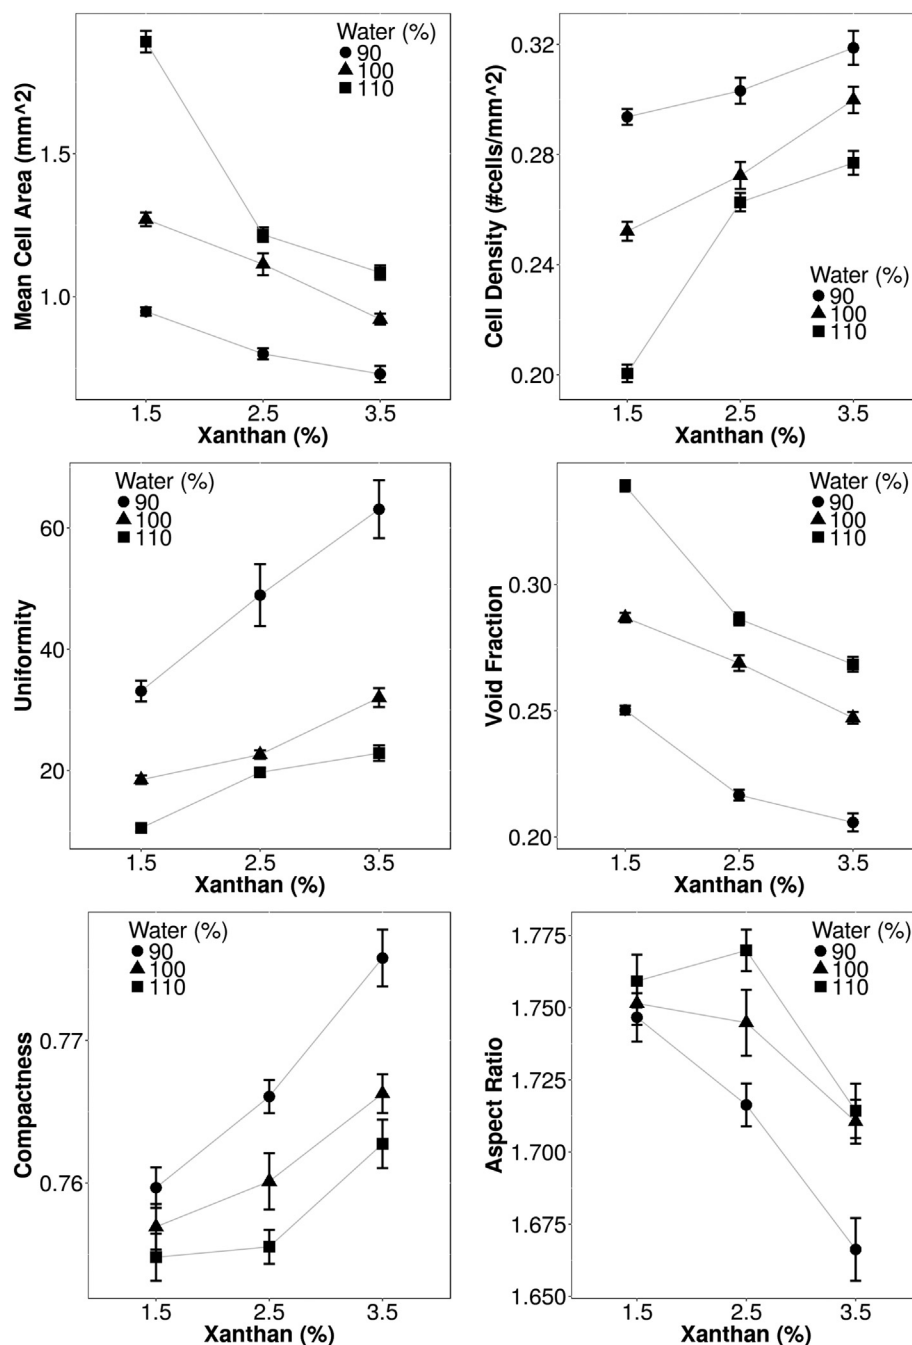 Mean Cell Area (mm^2)
1.5
1.0
Water (%)
90
100
110
1.5 2.5 3.5
Xanthan (%)
Cell Density (#cells/mm^2)
0.32
0.28
0.24
0.20
Water (%)
90
100
110
1.5 2.5 3.5
Xanthan (%)
Uniformity
60
40
20
Water (%)
90
100
110
1.5 2.5 3.5
Xanthan (%)
Void Fraction
0.30
0.25
0.20
Water (%)
90
100
110
1.5 2.5 3.5
Xanthan (%)
Compactness
0.77
0.76
Water (%)
90
100
110
1.5 2.5 3.5
Xanthan (%)
Aspect Ratio
1.775
1.750
1.725
1.700
1.675
1.650
Water (%)
90
100
110
1.5 2.5 3.5
Xanthan (%)